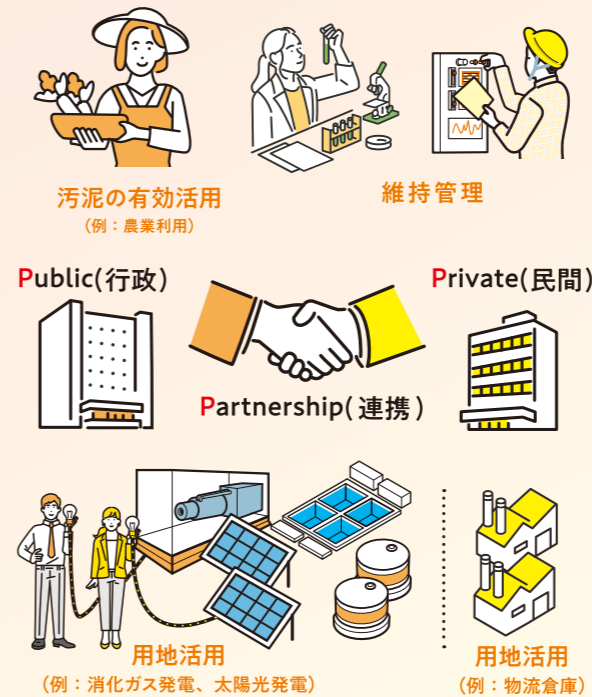 汚泥の有効活用
(例：農業利用)
維持管理
Public(行政)
Private(民間)
Partnership(連携)
用地活用
(例：消化ガス発電、太陽光発電)
用地活用
(例：物流倉庫)